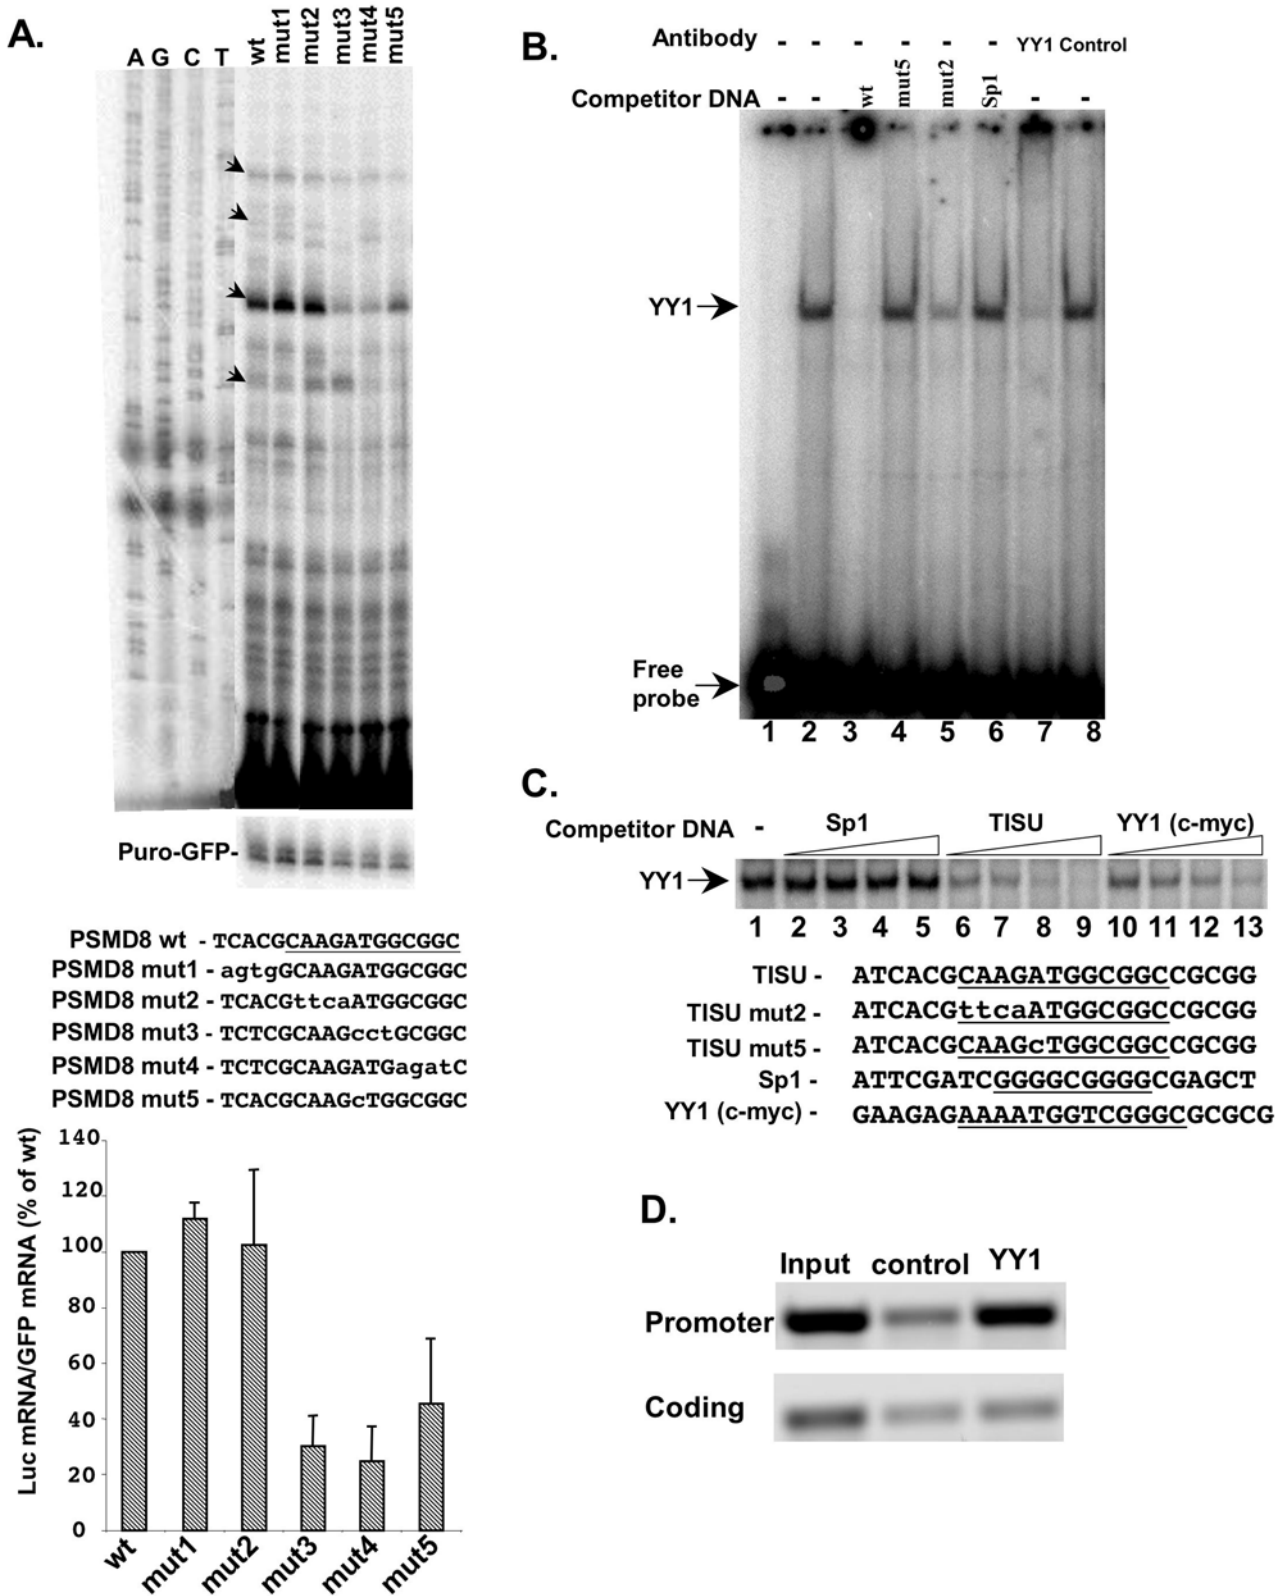 A.
A G C T wt mut1 mut2 mut3 mut4 mut5
Puro-GFP-
PSMD8 wt - TCACGCAAGATGGCGGC
PSMD8 mut1 - agtgGCAAGATGGCGGC
PSMD8 mut2 - TCACGttcaATGGCGGC
PSMD8 mut3 - TCTCGCAAGcctGCGGC
PSMD8 mut4 - TCTCGCAAGATGagatC
PSMD8 mut5 - TCACGCAAGcTGGCGGC
Luc mRNA/GFP mRNA (% of wt)
140
120
100
80
60
40
20
0
wt mut1 mut2 mut3 mut4 mut5
B.
Antibody - - - - - - YY1 Control
Competitor DNA - - wt mut5 mut2 Sp1 - -
YY1
Free
probe
1 2 3 4 5 6 7 8
C.
Competitor DNA - Sp1 TISU YY1 (c-myc)
YY1
1 2 3 4 5 6 7 8 9 10 11 12 13
TISU - ATCACGCAAGATGGCGGCCGCGG
TISU mut2 - ATCACGttcaATGGCGGCCGCGG
TISU mut5 - ATCACGCAAGcTGGCGGCCGCGG
Sp1 - ATTCGATCGGGGCGGGGCGAGCT
YY1 (c-myc) - GAAGAGAAAATGGTCGGGCGCGCG
D.
Input control YY1
Promoter
Coding